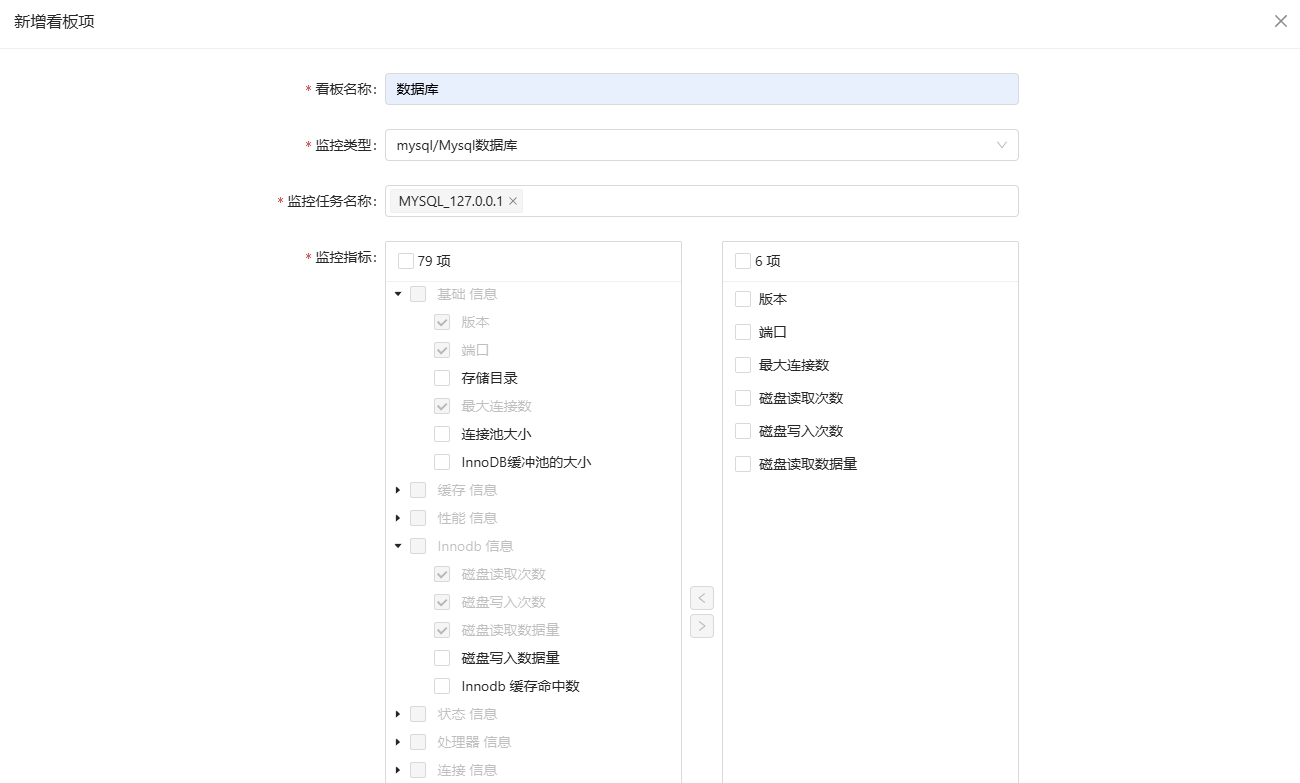 新增看板项
* 看板名称: 数据库
* 监控类型: mysql/Mysql数据库
* 监控任务名称: MYSQL_127.0.0.1
* 监控指标:
79 项
基础 信息
版本
端口
存储目录
最大连接数
连接池大小
InnoDB缓冲池的大小
缓存 信息
性能 信息
Innodb 信息
磁盘读取次数
磁盘写入次数
磁盘读取数据量
磁盘写入数据量
Innodb 缓存命中数
状态 信息
处理器 信息
连接 信息
6 项
版本
端口
最大连接数
磁盘读取次数
磁盘写入次数
磁盘读取数据量